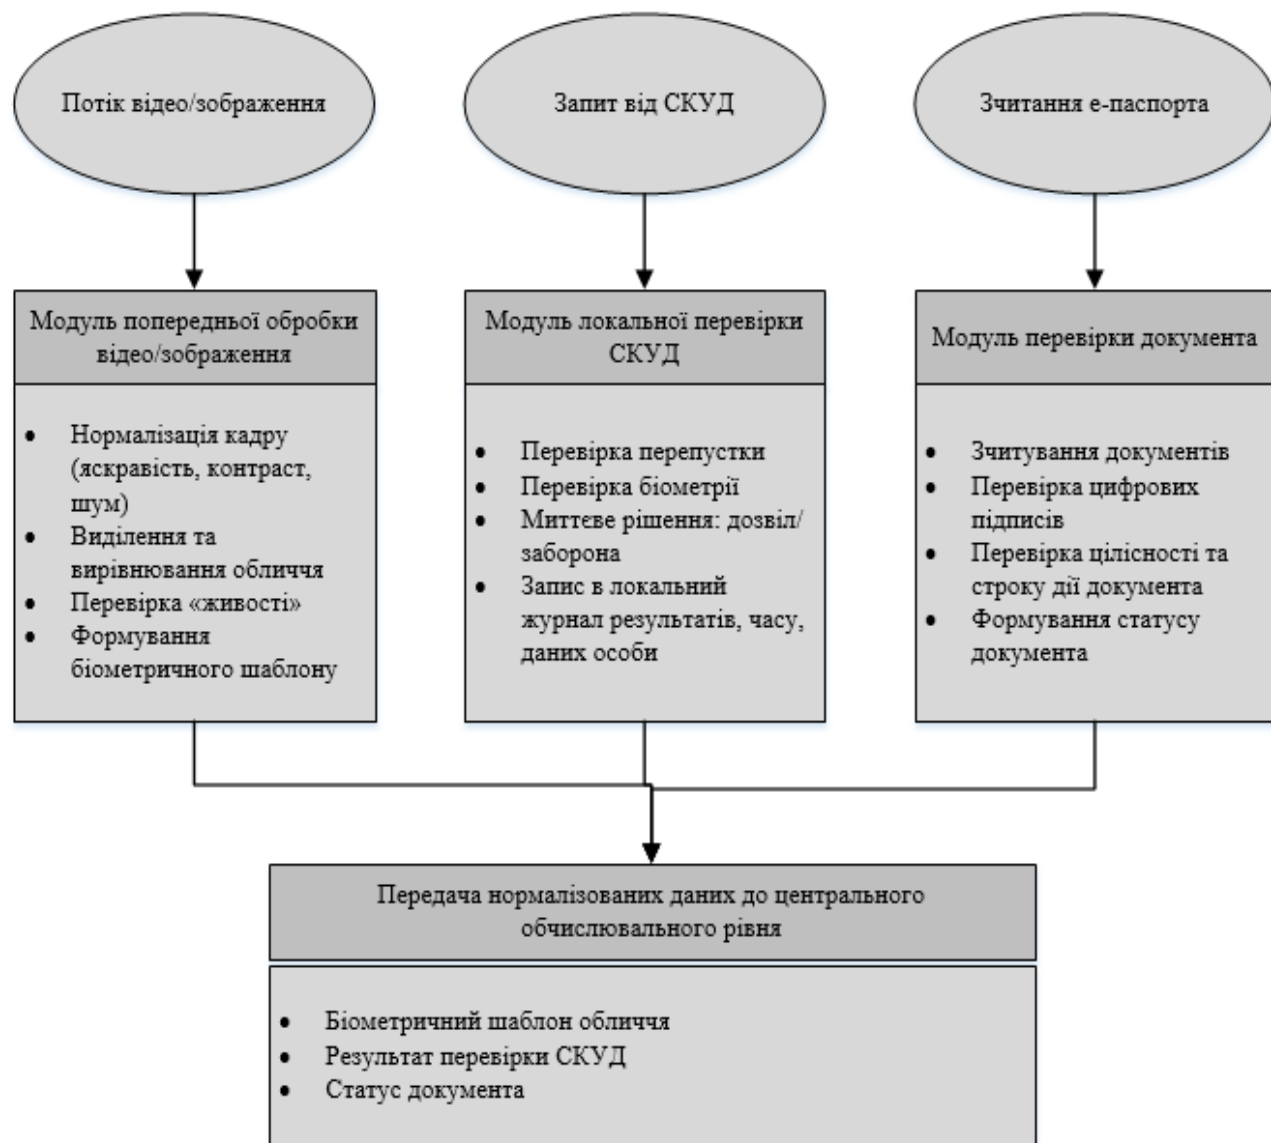 Потік відео/зображення
Запит від СКУД
Зчитання е-паспорта
Модуль попередньої обробки
відео/зображення
• Нормалізація кадру
(яскравість, контраст,
шум)
• Виділення та
вирівнювання обличчя
• Перевірка «живості»
• Формування
біометричного шаблону
Модуль локальної перевірки
СКУД
• Перевірка перепустки
• Перевірка біометрії
• Миттєве рішення: дозвіл/
заборона
• Запис в локальний
журнал результатів, часу,
даних особи
Модуль перевірки документа
• Зчитування документів
• Перевірка цифрових
підписів
• Перевірка цілісності та
строку дії документа
• Формування статусу
документа
Передача нормалізованих даних до центрального
обчислювального рівня
• Біометричний шаблон обличчя
• Результат перевірки СКУД
• Статус документа